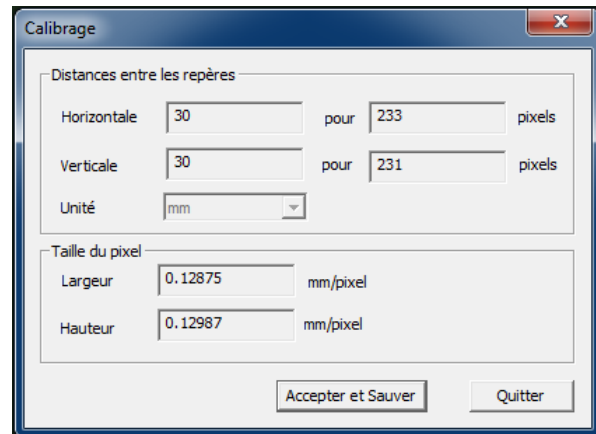 Calibrage
Distances entre les repères
Horizontale 30 pour 233 pixels
Verticale 30 pour 231 pixels
Unité mm
Taille du pixel
Largeur 0.12875 mm/pixel
Hauteur 0.12987 mm/pixel
Accepter et Sauver Quitter